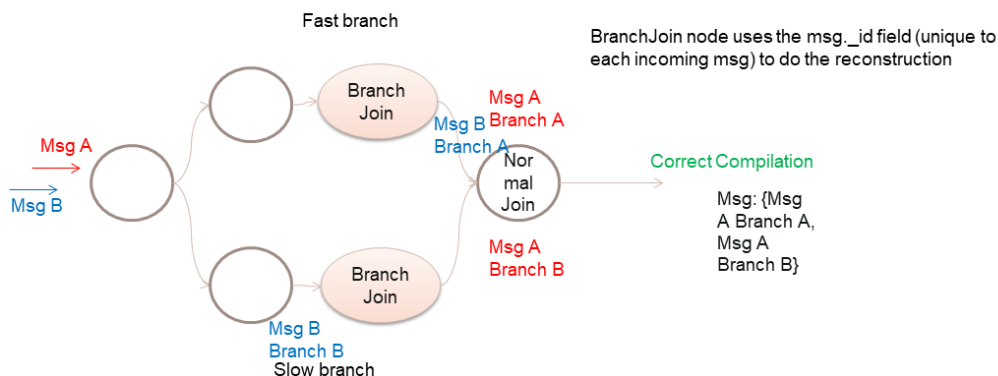 Fast branch
BranchJoin node uses the msg._id field (unique to
each incoming msg) to do the reconstruction
Branch
Join
Msg A
Branch A
Msg B
Branch A
Msg A
Msg B
Nor
mal
Join
Correct Compilation
Msg: {Msg
A Branch A,
Msg A
Branch B}
Msg A
Branch B
Branch
Join
Msg B
Branch B
Slow branch